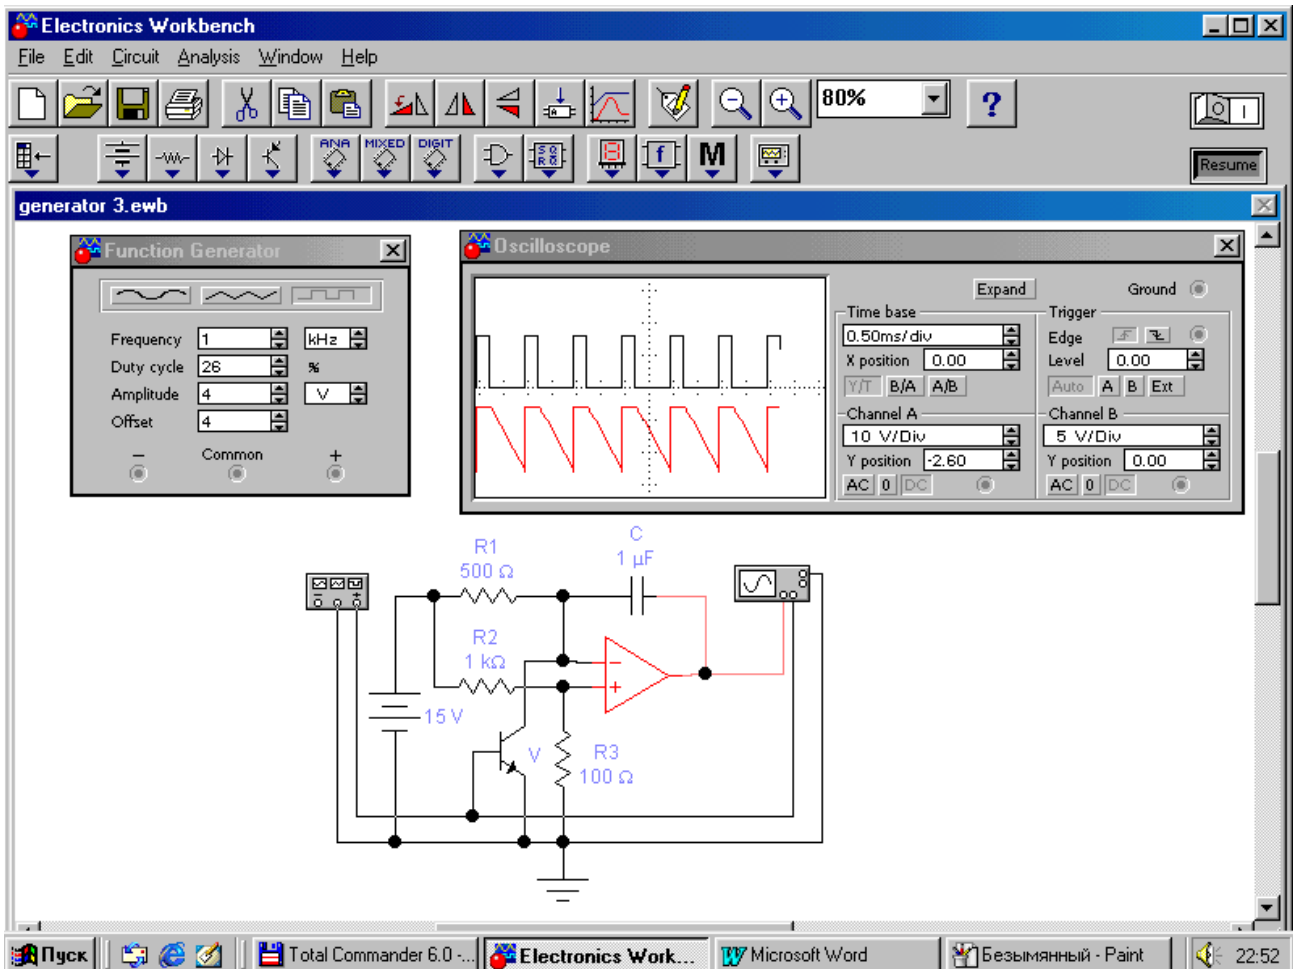 Electronics Workbench
File Edit Circuit Analysis Window Help
80% ?
ANA MIXED DIGIT M
Resume
generator 3.ewb
Function Generator
Frequency 1 kHz
Duty cycle 26 %
Amplitude 4 V
Offset 4
− Common +
Oscilloscope
Expand Ground
Time base
0.50ms/div
X position 0.00
Y/T B/A A/B
Trigger
Edge
Level 0.00
Auto A B Ext
Channel A
10 V/Div
Y position -2.60
AC 0 DC
Channel B
5 V/Div
Y position 0.00
AC 0 DC
C
1 µF
R1
500 Ω
R2
1 kΩ
15 V
V
R3
100 Ω
Пуск Total Commander 6.0 -... Electronics Work... Microsoft Word Безымянный - Paint 22:52